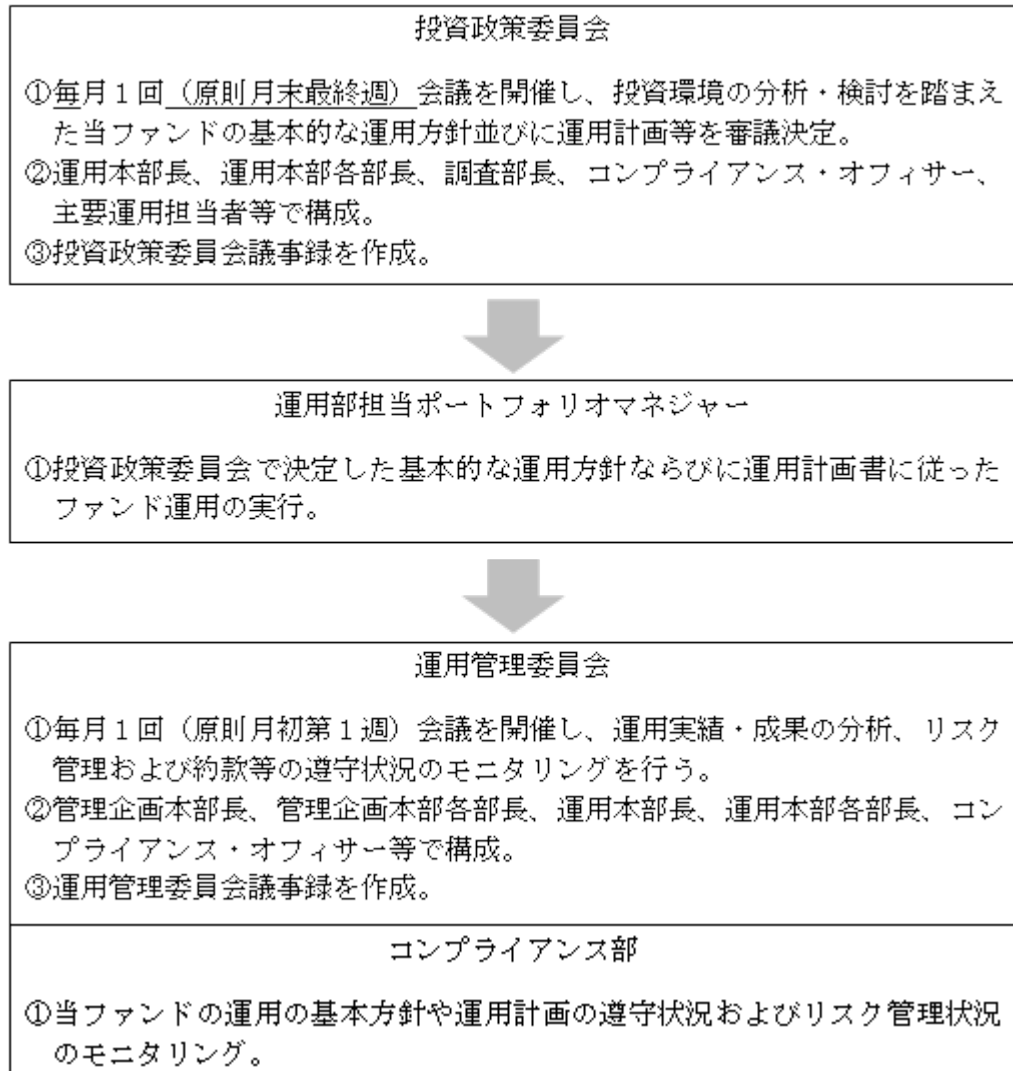 投資政策委員会
①毎月1回（原則月末最終週）会議を開催し、投資環境の分析・検討を踏まえ
た当ファンドの基本的な運用方針並びに運用計画等を審議決定。
②運用本部長、運用本部各部長、調査部長、コンプライアンス・オフィサー、
主要運用担当者等で構成。
③投資政策委員会議事録を作成。
運用部担当ポートフォリオマネジャー
①投資政策委員会で決定した基本的な運用方針ならびに運用計画書に従った
ファンド運用の実行。
運用管理委員会
①毎月1回（原則月初第1週）会議を開催し、運用実績・成果の分析、リスク
管理および約款等の遵守状況のモニタリングを行う。
②管理企画本部長、管理企画本部各部長、運用本部長、運用本部各部長、コン
プライアンス・オフィサー等で構成。
③運用管理委員会議事録を作成。
コンプライアンス部
①当ファンドの運用の基本方針や運用計画の遵守状況およびリスク管理状況
のモニタリング。